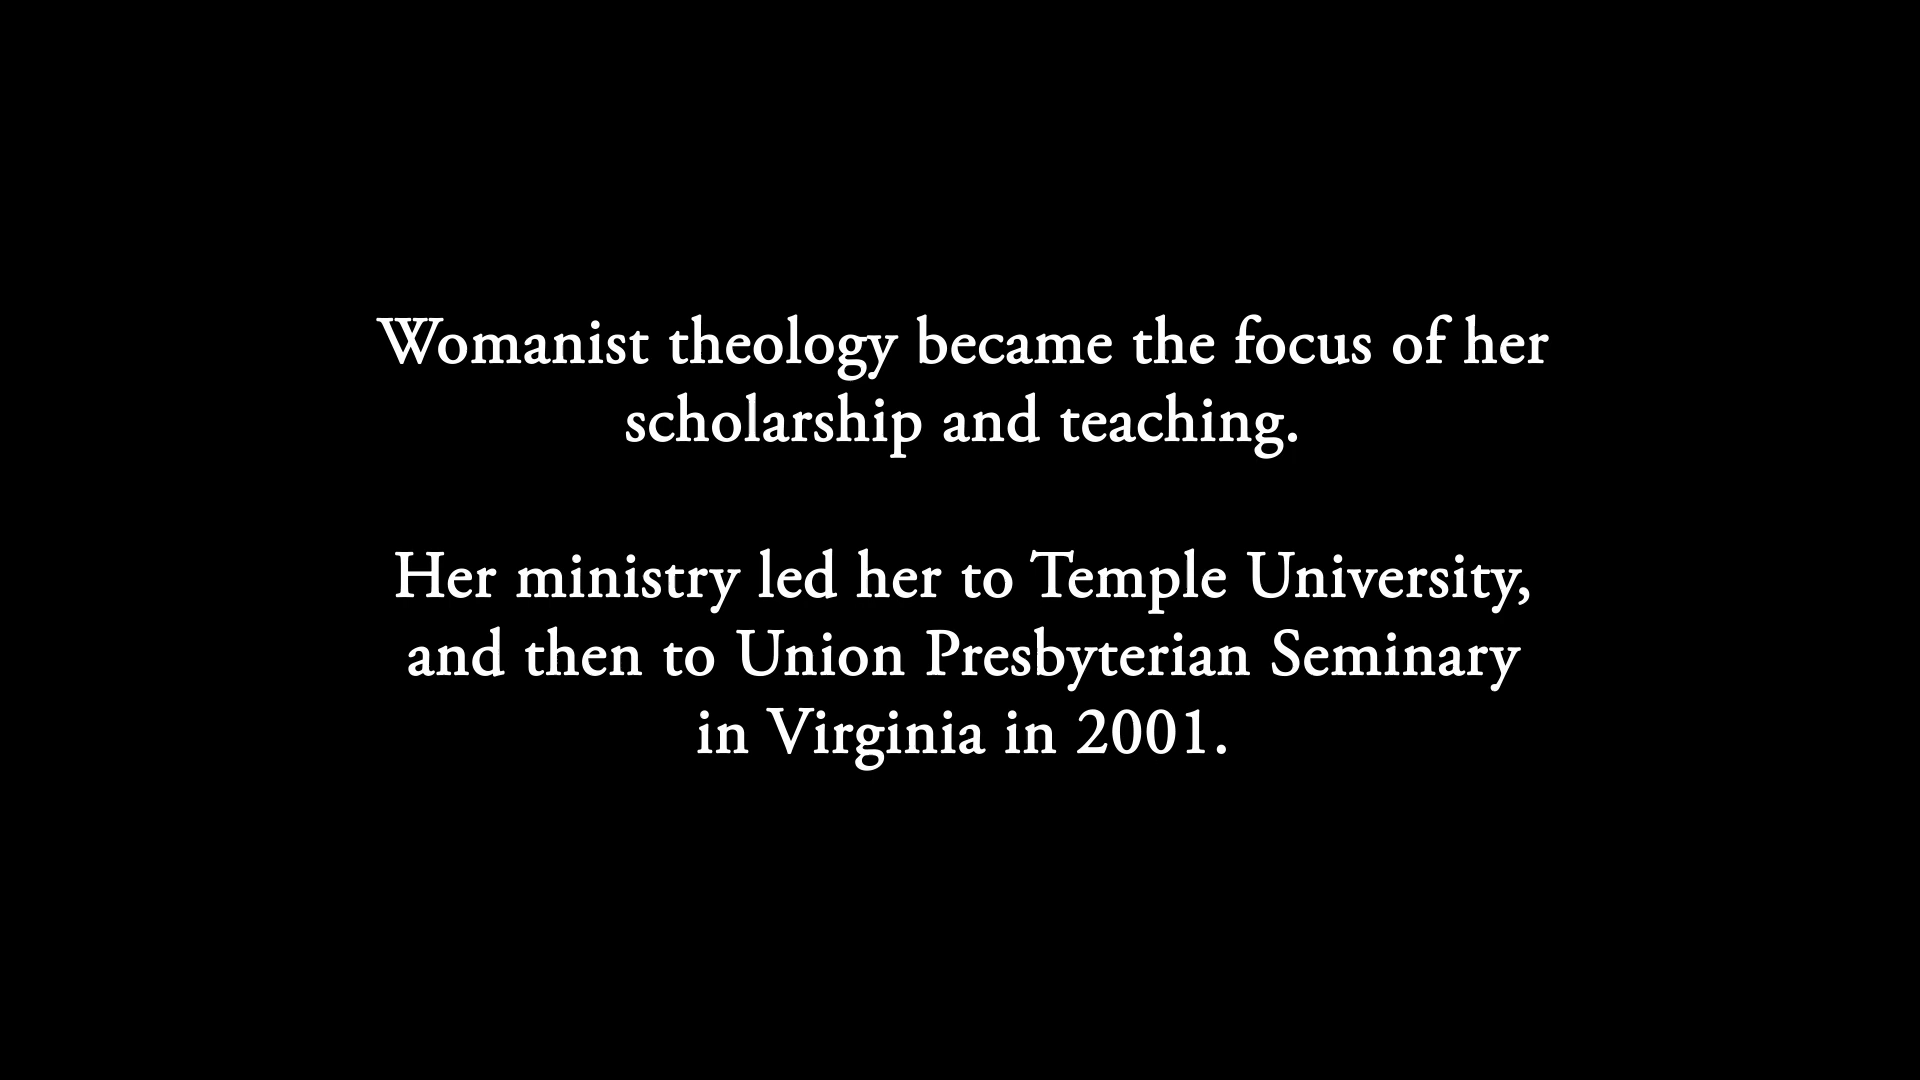 Womanist theology became the focus of her
scholarship and teaching.
Her ministry led her to Temple University,
and then to Union Presbyterian Seminary
in Virginia in 2001.